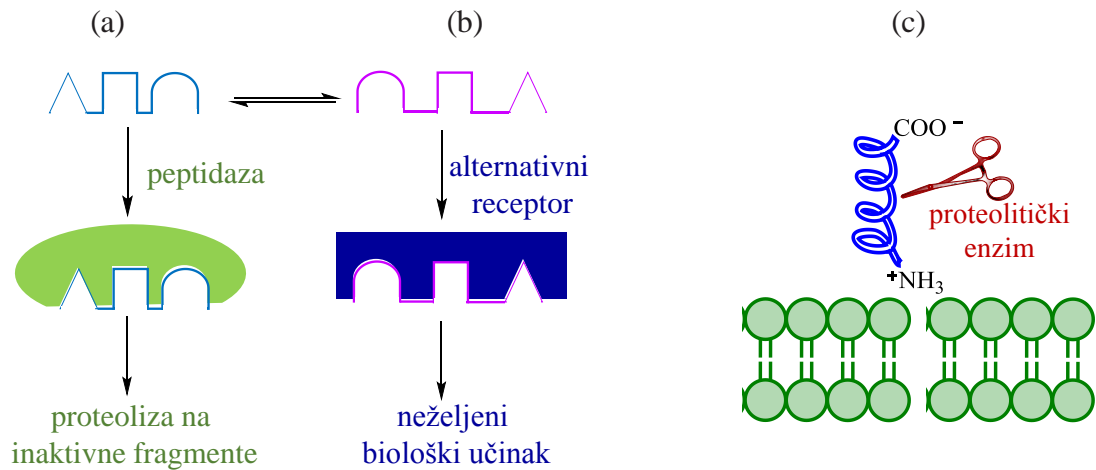 (a)
(b)
(c)
peptidaza
alternativni
receptor
proteoliza na
inaktivne fragmente
neželjeni
biološki učinak
COO⁻
proteolitički
enzim
⁺NH₃